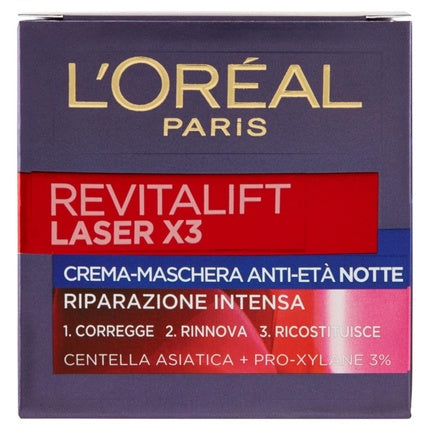 L'ORÉAL
PARIS
REVITALIFT
LASER X3
CREMA-MASCHERA ANTI-ETÀ NOTTE
RIPARAZIONE INTENSA
1. CORREGGE 2. RINNOVA 3. RICOSTITUISCE
CENTELLA ASIATICA + PRO-XYLANE 3%